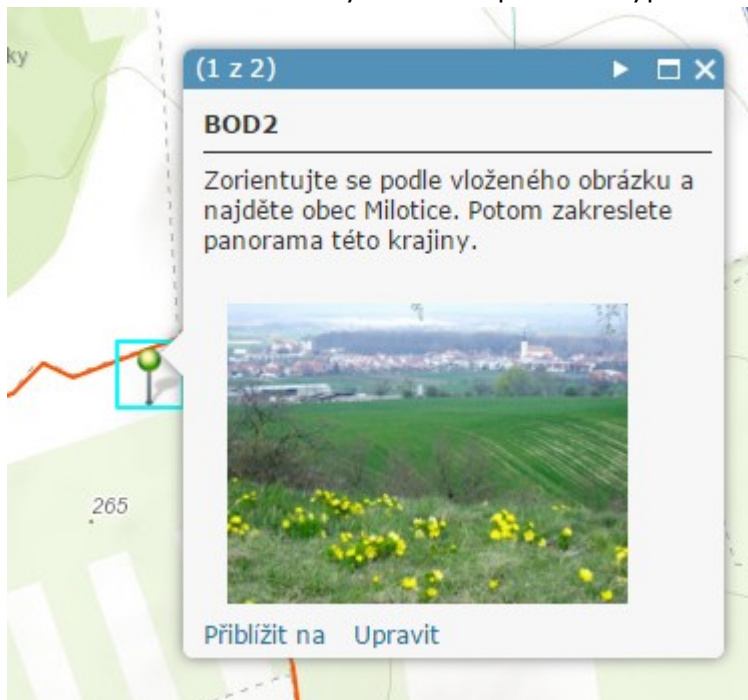 ky
(1 z 2)
BOD2
Zorientujte se podle vloženého obrázku a
najděte obec Milotice. Potom zakreslete
panorama této krajiny.
265
Přiblížit na Upravit